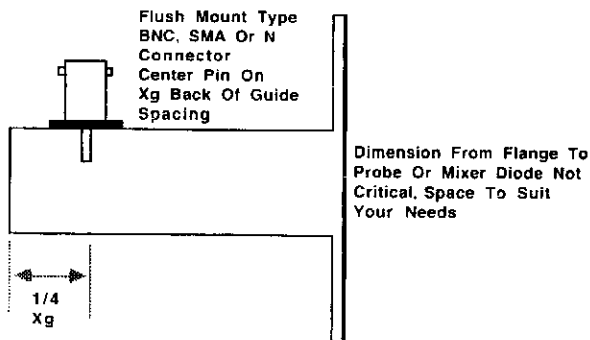 Flush Mount Type
BNC, SMA Or N
Connector
Center Pin On
Xg Back Of Guide
Spacing
Dimension From Flange To
Probe Or Mixer Diode Not
Critical, Space To Suit
Your Needs
1/4
Xg